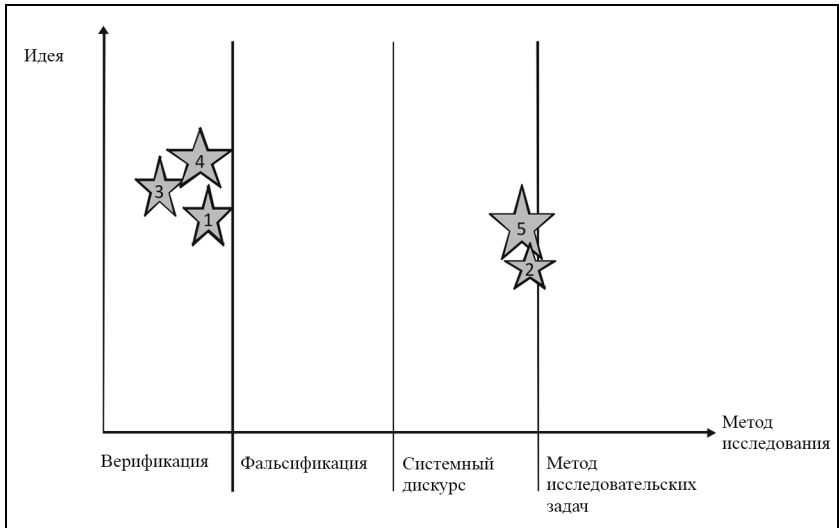 Идея
4
3
1
5
2
Метод
исследования
Верификация
Фальсификация
Системный
дискурс
Метод
исследовательских
задач